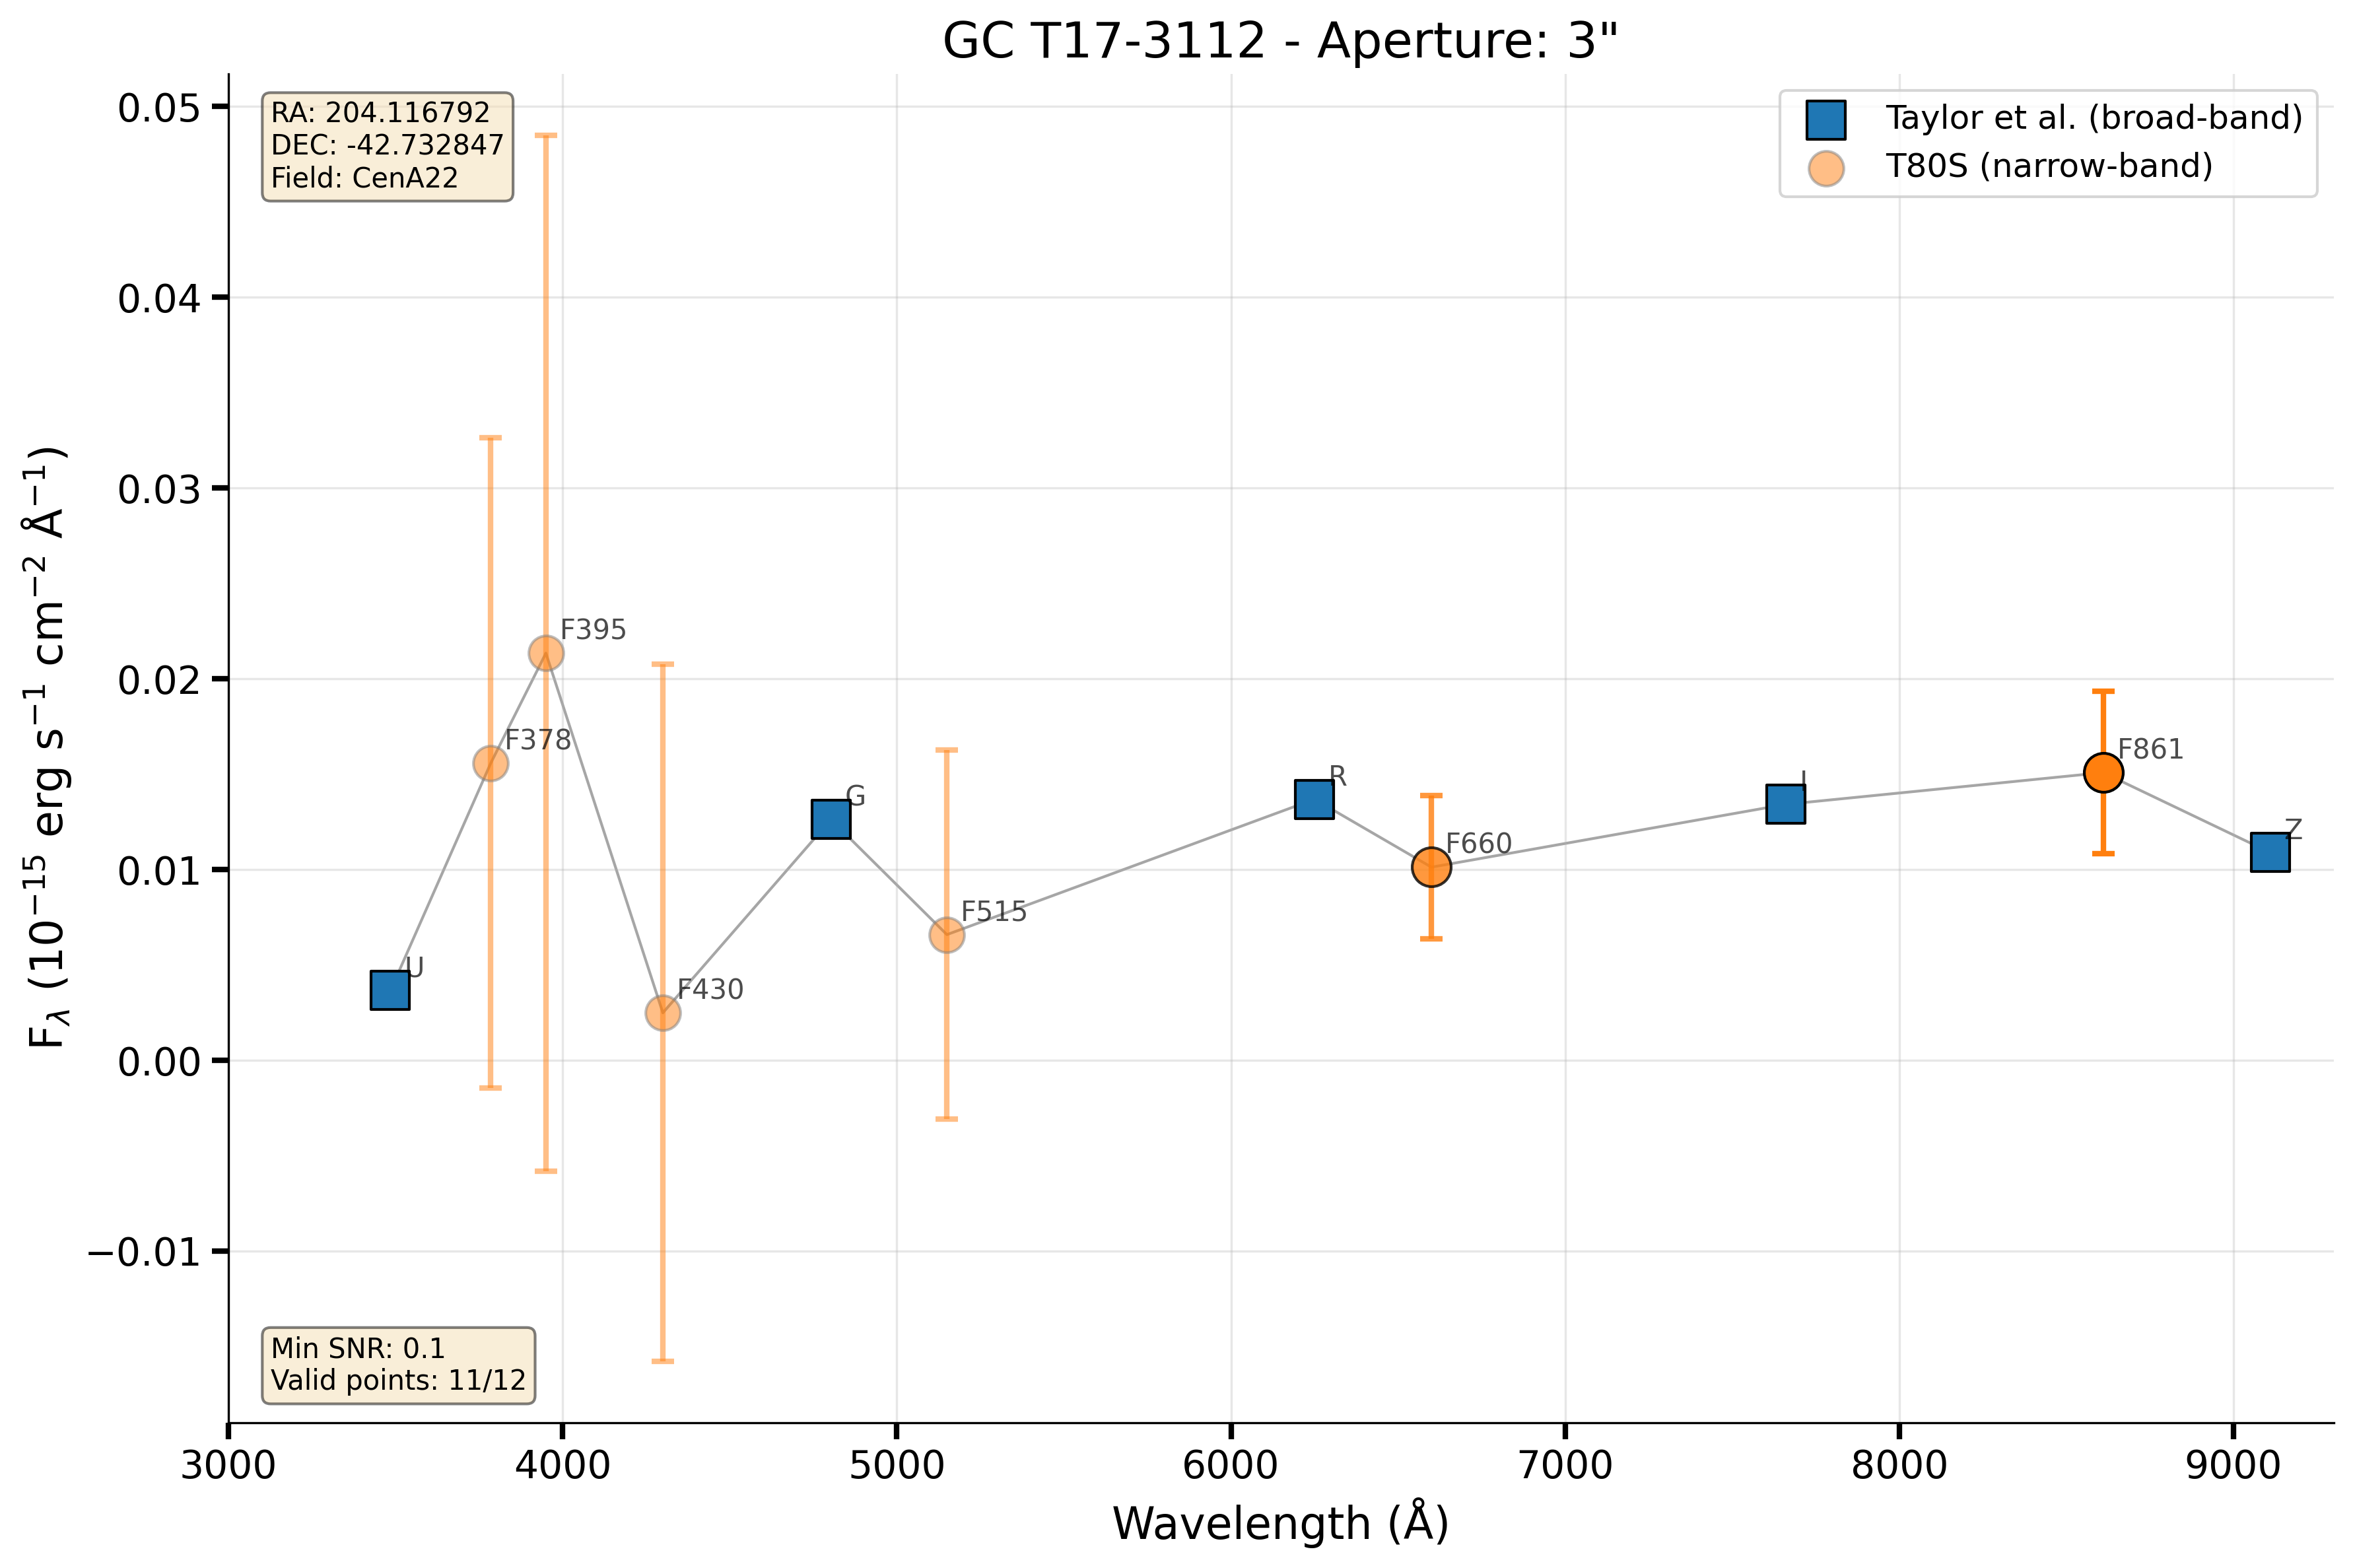 GC T17-3112 - Aperture: 3"
RA: 204.116792
DEC: -42.732847
Field: CenA22
Taylor et al. (broad-band)
T80S (narrow-band)
F_λ (10⁻¹⁵ erg s⁻¹ cm⁻² Å⁻¹)
0.05
0.04
0.03
0.02
0.01
0.00
−0.01
U
F378
F395
F430
G
F515
R
F660
I
F861
Z
Min SNR: 0.1
Valid points: 11/12
3000
4000
5000
6000
7000
8000
9000
Wavelength (Å)